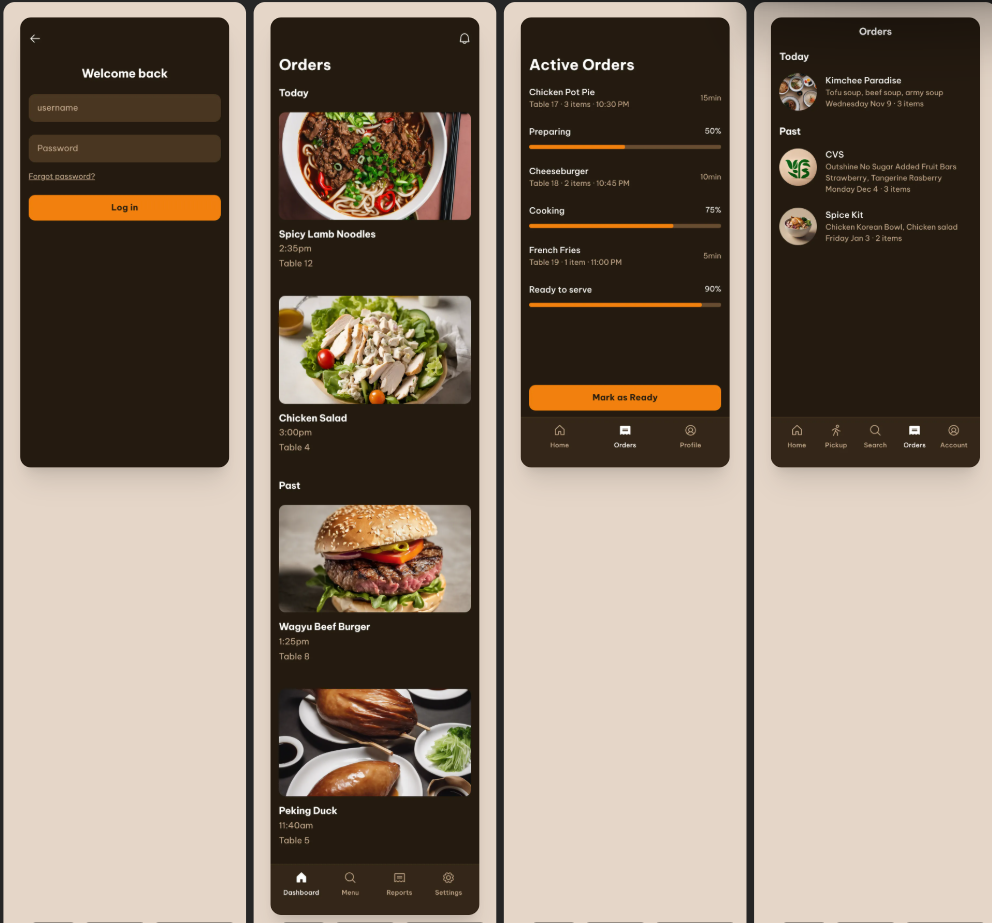 Welcome back
username
Password
Forgot password?
Log in
Orders
Today
Spicy Lamb Noodles
2:35pm
Table 12
Chicken Salad
3:00pm
Table 4
Past
Wagyu Beef Burger
1:25pm
Table 8
Peking Duck
11:40am
Table 5
Dashboard
Menu
Reports
Settings
Active Orders
Chicken Pot Pie
Table 17 · 3 items · 10:30 PM
15min
Preparing
50%
Cheeseburger
Table 18 · 2 items · 10:45 PM
10min
Cooking
75%
French Fries
Table 19 · 1 item · 11:00 PM
5min
Ready to serve
90%
Mark as Ready
Home
Orders
Profile
Orders
Today
Kimchee Paradise
Tofu soup, beef soup, army soup
Wednesday Nov 9 · 3 items
Past
CVS
Outshine No Sugar Added Fruit Bars
Strawberry, Tangerine Rasberry
Monday Dec 4 · 3 items
Spice Kit
Chicken Korean Bowl, Chicken salad
Friday Jan 3 · 2 items
Home
Pickup
Search
Orders
Account